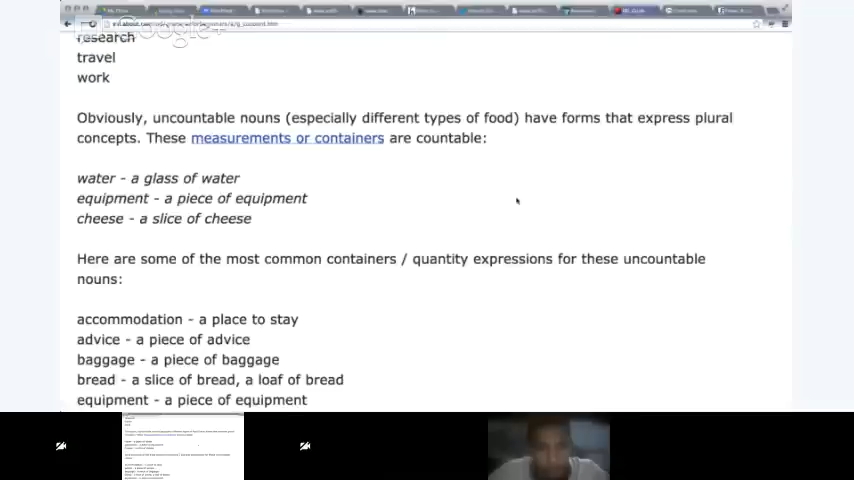 Google+
research
travel
work
Obviously, uncountable nouns (especially different types of food) have forms that express plural
concepts. These measurements or containers are countable:
water - a glass of water
equipment - a piece of equipment
cheese - a slice of cheese
Here are some of the most common containers / quantity expressions for these uncountable
nouns:
accommodation - a place to stay
advice - a piece of advice
baggage - a piece of baggage
bread - a slice of bread, a loaf of bread
equipment - a piece of equipment